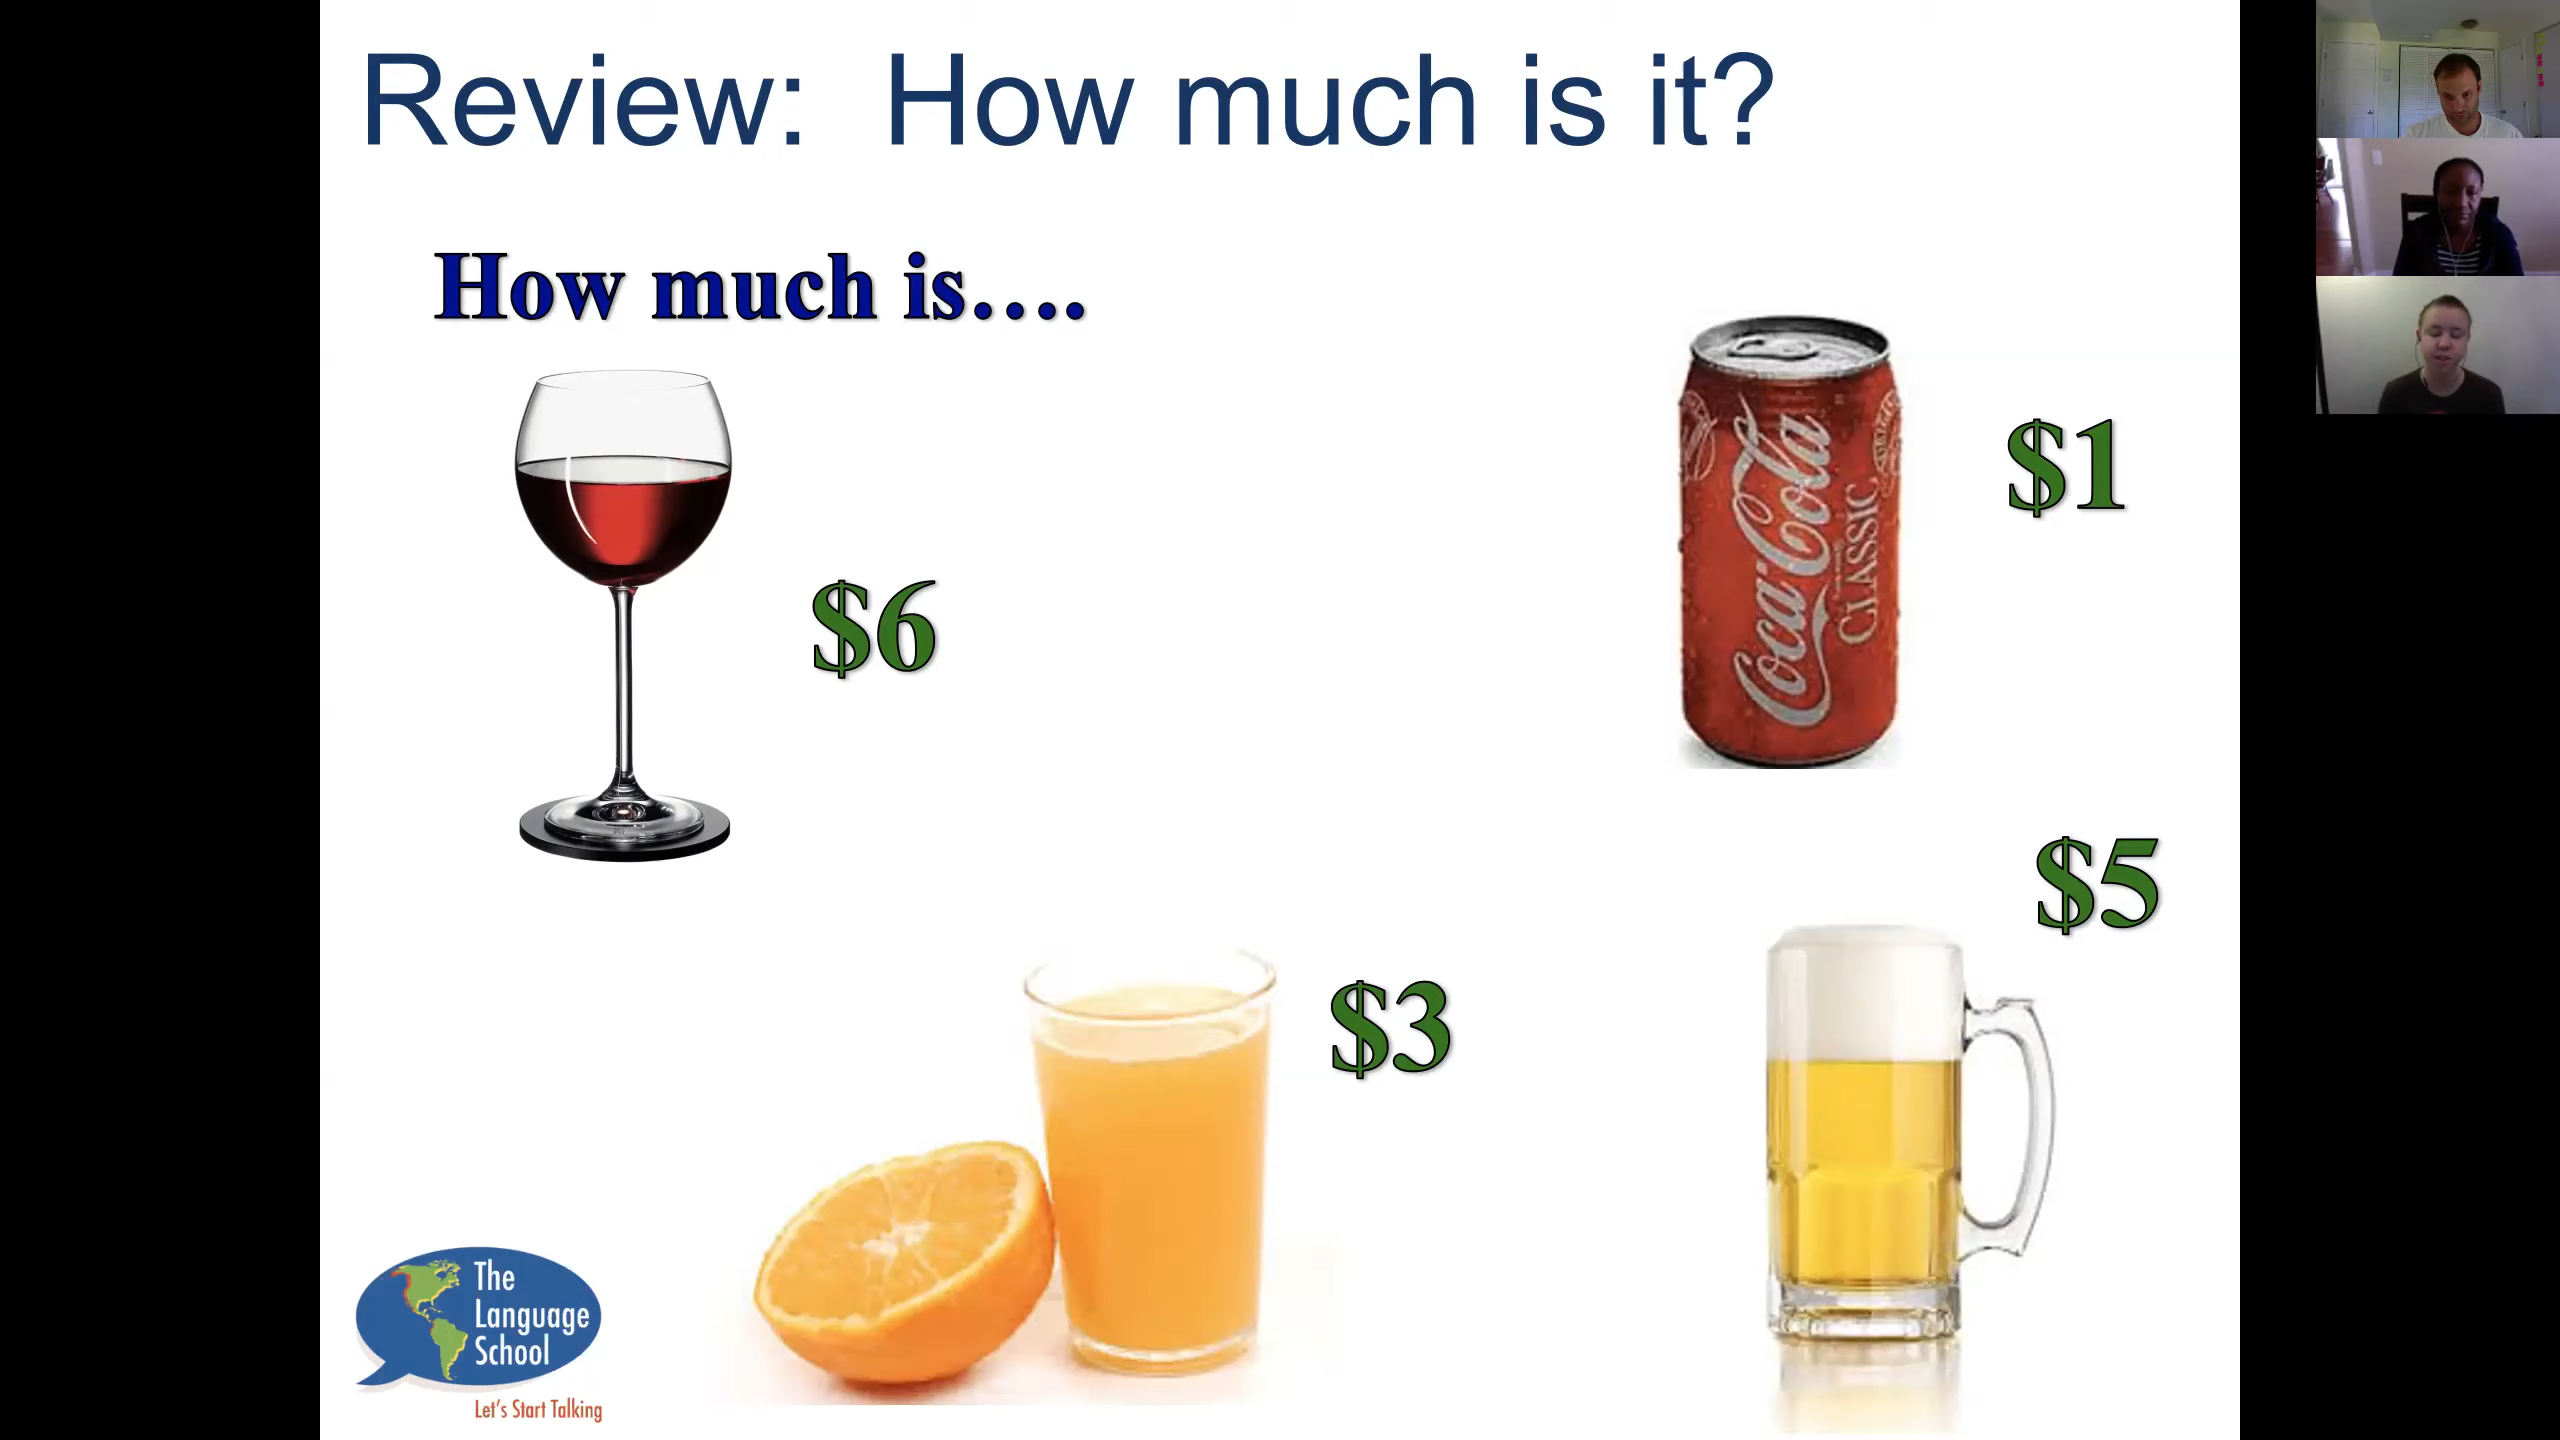 Review:  How much is it?
How much is....
$6
Coca-Cola
CLASSIC
$1
$5
$3
The
Language
School
Let's Start Talking